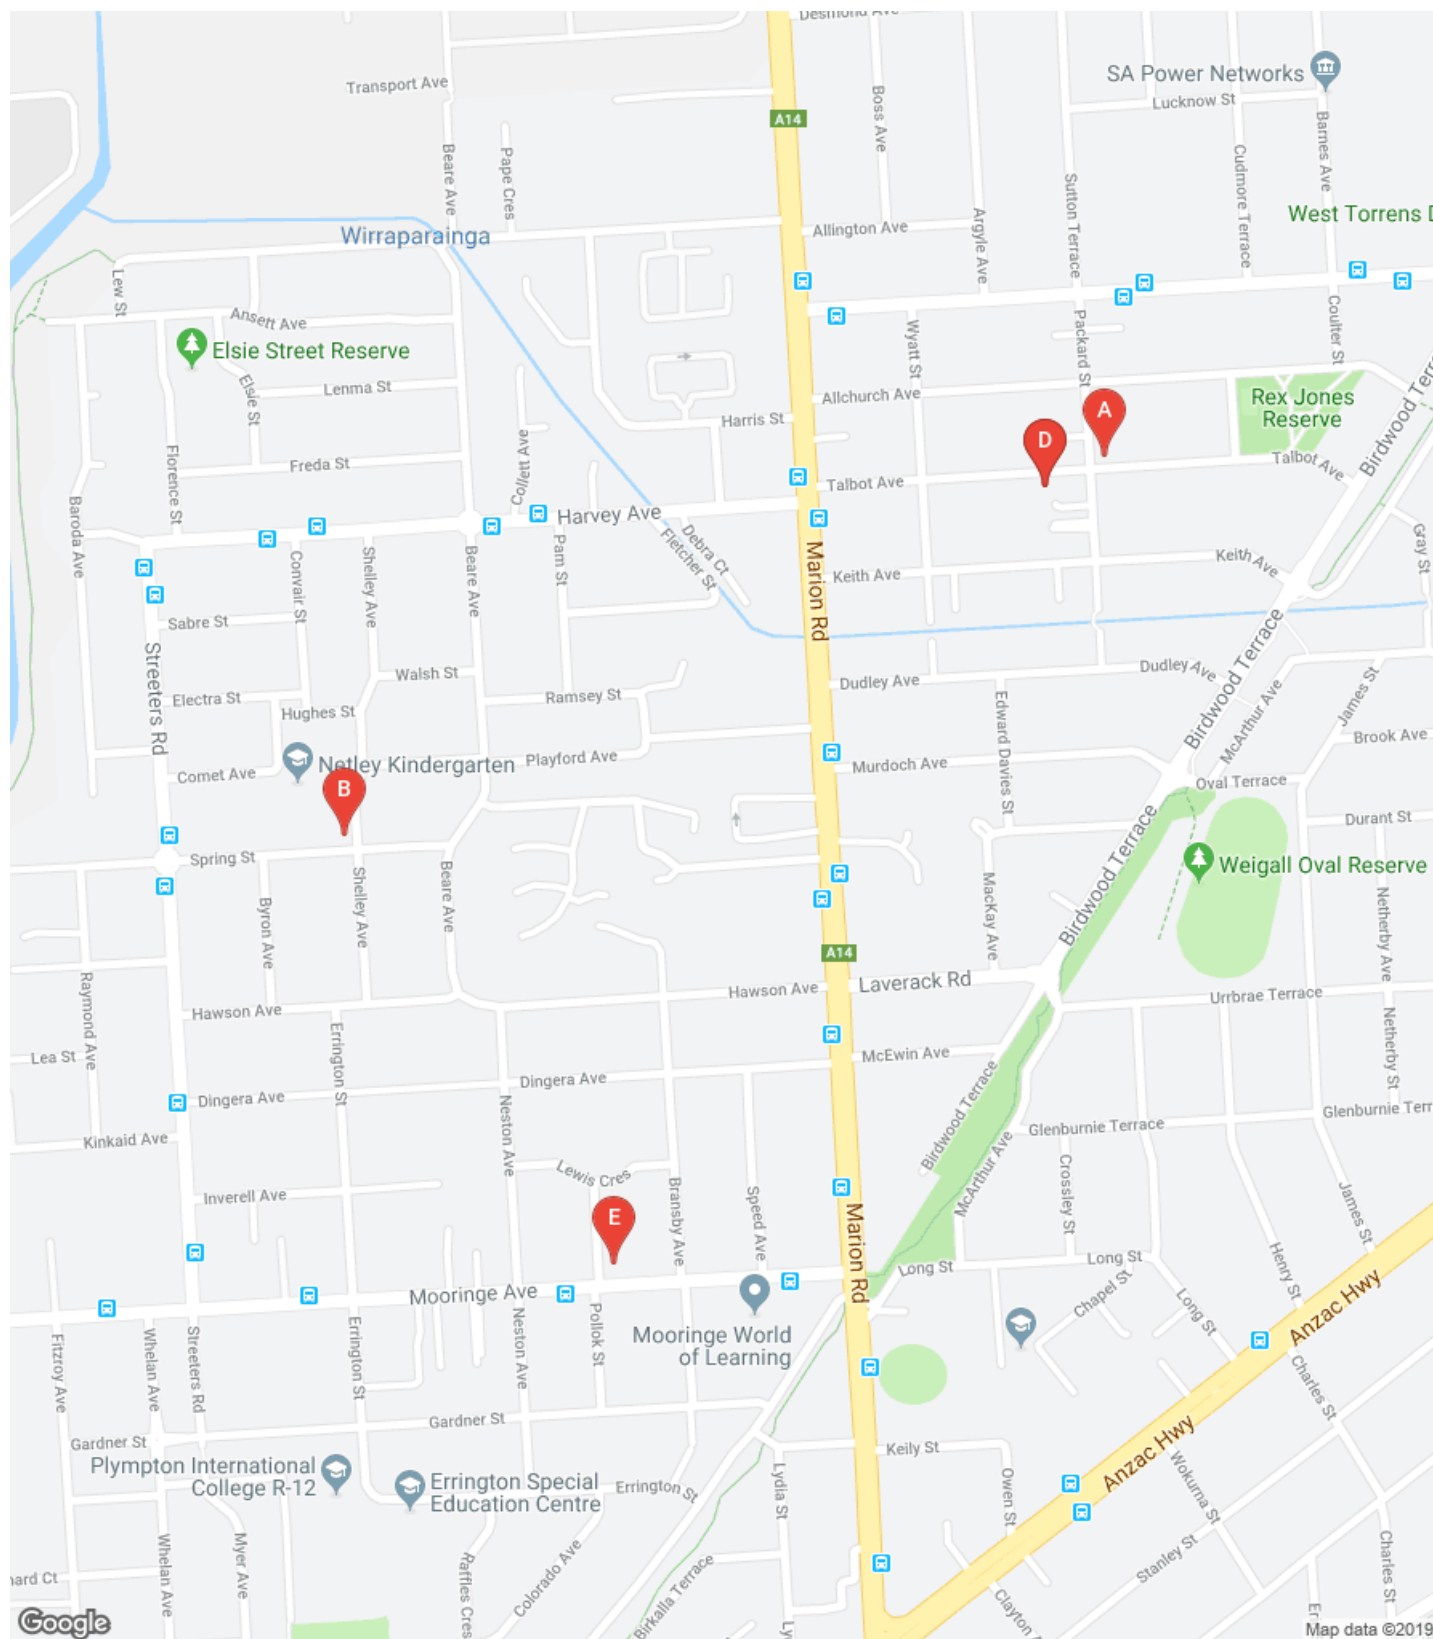 Desmond Ave
SA Power Networks
Transport Ave
Boss Ave
Lucknow St
A14
Barnes Ave
Beare Ave
Pape Cres
Cudmore Terrace
Sutton Terrace
West Torrens
Argyle Ave
Wirraparainga
Allington Ave
Lew St
Ansett Ave
Coulter St
Packard St
Wyatt St
Elsie Street Reserve
Lenma St
Elsie St
Allchurch Ave
Rex Jones
Reserve
Birdwood Terr
A
Harris St
D
Florence St
Collett Ave
Freda St
Talbot Ave
Talbot Ave
Baroda Ave
Harvey Ave
Debra Ct
Gray St
Convair St
Shelley Ave
Beare Ave
Pam St
Fletcher St
Marion Rd
Keith Ave
Keith Ave
Sabre St
Streeters Rd
Walsh St
Dudley Ave
Dudley Ave
Birdwood Terrace
Electra St
Ramsey St
Hughes St
Edward Davies St
McArthur Ave
James St
Brook Ave
Netley Kindergarten
Playford Ave
Murdoch Ave
Comet Ave
Oval Terrace
B
Durant St
Spring St
Birdwood Terrace
Weigall Oval Reserve
Beare Ave
Shelley Ave
Byron Ave
MacKay Ave
Netherby Ave
A14
Raymond Ave
Hawson Ave
Laverack Rd
Urrbrae Terrace
Hawson Ave
Netherby St
Lea St
Errington St
McEwin Ave
Dingera Ave
Dingera Ave
Neston Ave
Birdwood Terrace
Glenburnie Terr
Glenburnie Terrace
Kinkaid Ave
McArthur Ave
Crossley St
Lewis Cres
Inverell Ave
Bransby Ave
Speed Ave
James St
E
Marion Rd
Long St
Long St
Henry St
Mooringe Ave
Chapel St
Long St
Anzac Hwy
Fitzroy Ave
Whelan Ave
Streeters Rd
Errington St
Neston Ave
Pollok St
Mooringe World
of Learning
Charles St
Gardner St
Gardner St
Keily St
Anzac Hwy
Plympton International
College R-12
Errington Special
Education Centre
Errington St
Lydia St
Owen St
Wokurna St
Whelan Ave
Myer Ave
Raffles Cres
Colorado Ave
Birkalla Terrace
Stanley St
Charles St
nard Ct
Clayton A
Ly
Er
Google
Map data ©2019